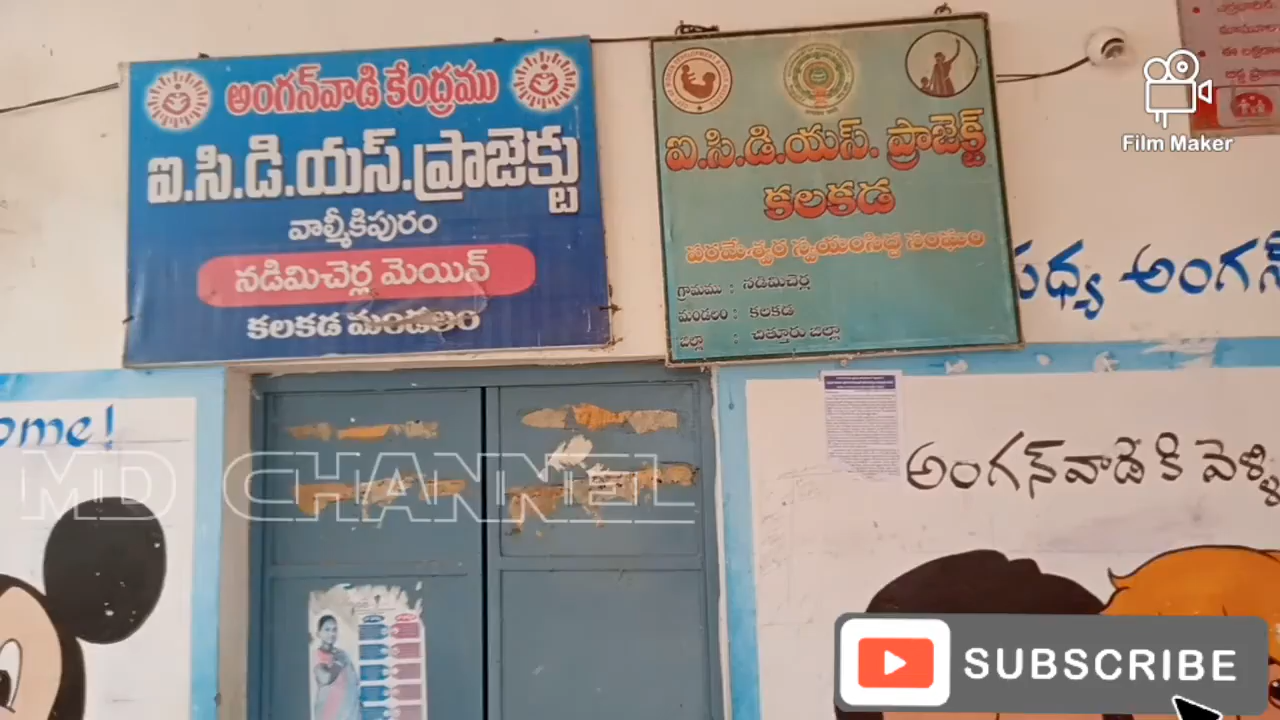 అంగన్‌వాడి కేంద్రము
ఐ.సి.డి.యస్.ప్రాజెక్టు
వాల్మీకిపురం
నడిమిచెర్ల మెయిన్
కలకడ మండలం
ఐ.సి.డి.యస్. ప్రాజెక్ట్
కలకడ
పరమేశ్వర స్వయంసిద్ధ సంఘం
గ్రామము : నడిమిచెర్ల
మండలం : కలకడ
జిల్లా : చిత్తూరు జిల్లా
Film Maker
అంగన్
ome!
MD CHANNEL
అంగన్‌వాడి కి
SUBSCRIBE